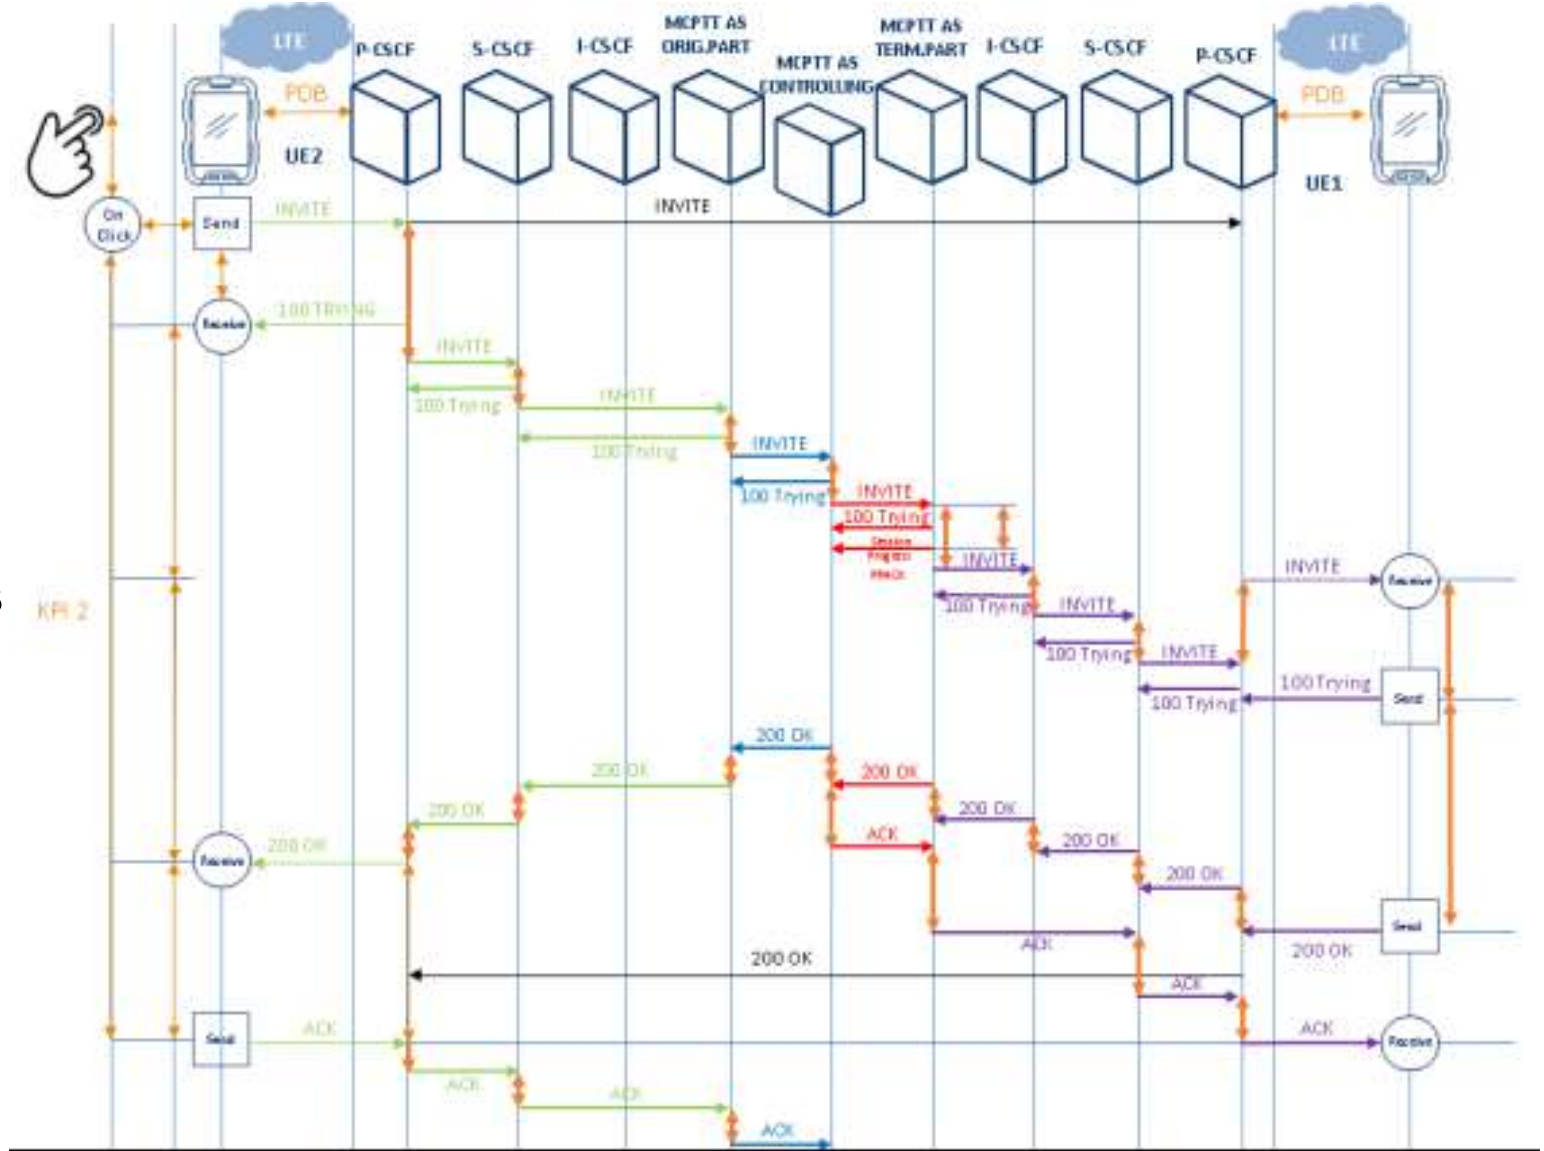 LTE
P-CSCF
S-CSCF
I-CSCF
MCPTT AS
ORIG.PART
MCPTT AS
CONTROLLING
MCPTT AS
TERM.PART
I-CSCF
S-CSCF
P-CSCF
LTE
PDB
UE2
PDB
UE1
On
Click
Send
INVITE
INVITE
Receive
100 TRYING
INVITE
100 Trying
INVITE
100 Trying
INVITE
100 Trying
INVITE
100 Trying
Session
Progress
INVITE
100 Trying
INVITE
100 Trying
INVITE
100 Trying
INVITE
Receive
KPI 2
100 Trying
Send
200 OK
200 OK
200 OK
200 OK
Receive
200 OK
ACK
200 OK
200 OK
200 OK
Send
200 OK
ACK
200 OK
ACK
Send
ACK
ACK
Receive
ACK
ACK
ACK